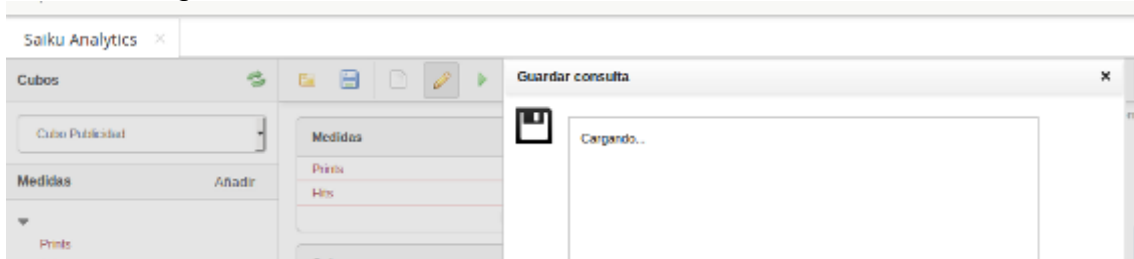 Saiku Analytics
Cubos
Guardar consulta
Cubo Publicidad
Medidas
Cargando...
Medidas
Añadir
Prints
Hits
Prints